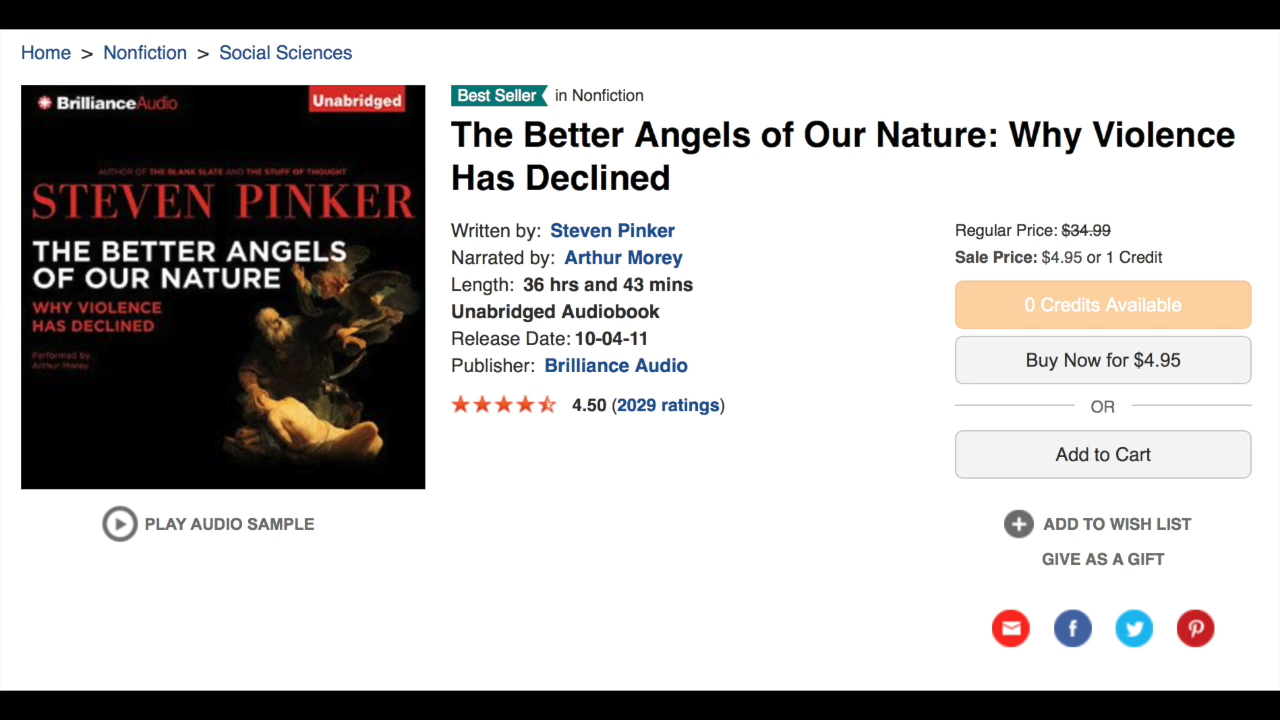 Home > Nonfiction > Social Sciences
BrillianceAudio
Unabridged
AUTHOR OF THE BLANK SLATE AND THE STUFF OF THOUGHT
STEVEN PINKER
THE BETTER ANGELS
OF OUR NATURE
WHY VIOLENCE
HAS DECLINED
Performed by
Arthur Morey
PLAY AUDIO SAMPLE
Best Seller in Nonfiction
The Better Angels of Our Nature: Why Violence
Has Declined
Written by: Steven Pinker
Narrated by: Arthur Morey
Length: 36 hrs and 43 mins
Unabridged Audiobook
Release Date: 10-04-11
Publisher: Brilliance Audio
4.50 (2029 ratings)
Regular Price: $34.99
Sale Price: $4.95 or 1 Credit
0 Credits Available
Buy Now for $4.95
OR
Add to Cart
ADD TO WISH LIST
GIVE AS A GIFT